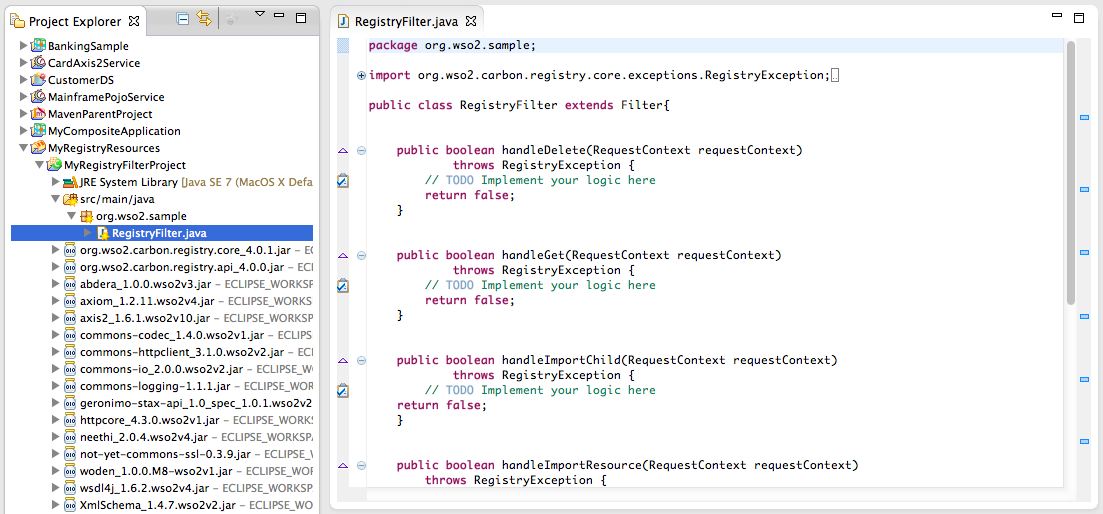 Project Explorer
BankingSample
CardAxis2Service
CustomerDS
MainframePojoService
MavenParentProject
MyCompositeApplication
MyRegistryResources
MyRegistryFilterProject
JRE System Library [Java SE 7 (MacOS X Defa
src/main/java
org.wso2.sample
RegistryFilter.java
org.wso2.carbon.registry.core_4.0.1.jar - EC
org.wso2.carbon.registry.api_4.0.0.jar - ECL
abdera_1.0.0.wso2v3.jar - ECLIPSE_WORKS
axiom_1.2.11.wso2v4.jar - ECLIPSE_WORKS
axis2_1.6.1.wso2v10.jar - ECLIPSE_WORKSP
commons-codec_1.4.0.wso2v1.jar - ECLIPS
commons-httpclient_3.1.0.wso2v2.jar - EC
commons-io_2.0.0.wso2v2.jar - ECLIPSE_W
commons-logging-1.1.1.jar - ECLIPSE_WOR
geronimo-stax-api_1.0_spec_1.0.1.wso2v2
httpcore_4.3.0.wso2v1.jar - ECLIPSE_WORK
neethi_2.0.4.wso2v4.jar - ECLIPSE_WORKSPA
not-yet-commons-ssl-0.3.9.jar - ECLIPSE_W
woden_1.0.0.M8-wso2v1.jar - ECLIPSE_WOR
wsdl4j_1.6.2.wso2v4.jar - ECLIPSE_WORKSP
XmlSchema_1.4.7.wso2v2.jar - ECLIPSE_WOR
RegistryFilter.java
package org.wso2.sample;
import org.wso2.carbon.registry.core.exceptions.RegistryException;
public class RegistryFilter extends Filter{
public boolean handleDelete(RequestContext requestContext)
throws RegistryException {
// TODO Implement your logic here
return false;
}
public boolean handleGet(RequestContext requestContext)
throws RegistryException {
// TODO Implement your logic here
return false;
}
public boolean handleImportChild(RequestContext requestContext)
throws RegistryException {
// TODO Implement your logic here
return false;
}
public boolean handleImportResource(RequestContext requestContext)
throws RegistryException {